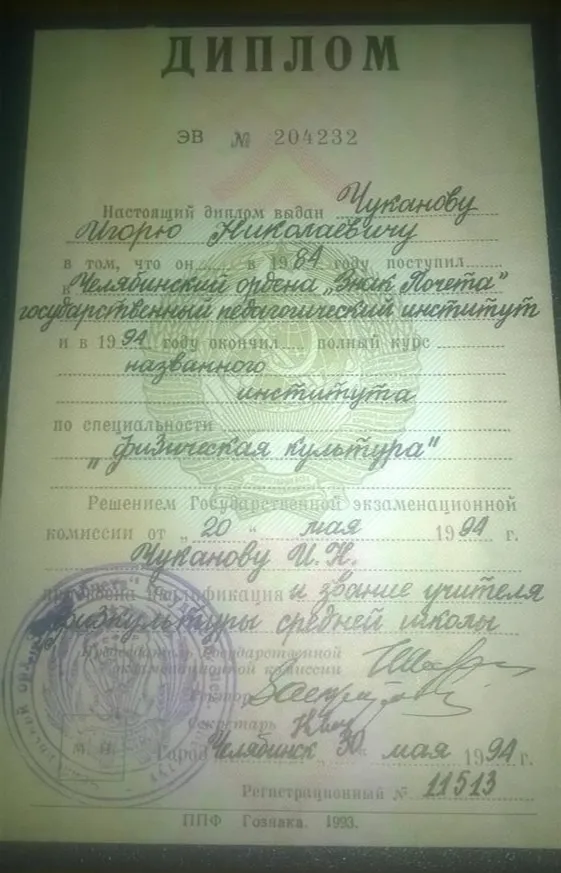 ДИПЛОМ
ЭВ № 204232
Настоящий диплом выдан Чуканову
Игорю Николаевичу
в том, что он в 1984 году поступил
в Челябинский ордена „Знак Почета"
государственный педагогический институт
и в 1994 году окончил полный курс
названного
института
по специальности
„физическая культура"
Решением Государственной экзаменационной
комиссии от „20" мая 1994 г.
Чуканову И. Н.
присвоена квалификация и звание учителя
физкультуры средней школы
Председатель Государственной
экзаменационной комиссии
Ректор
Секретарь
М. П.
Город Челябинск 30 мая 1994 г.
Регистрационный № 11513
ППФ Гознака. 1993.